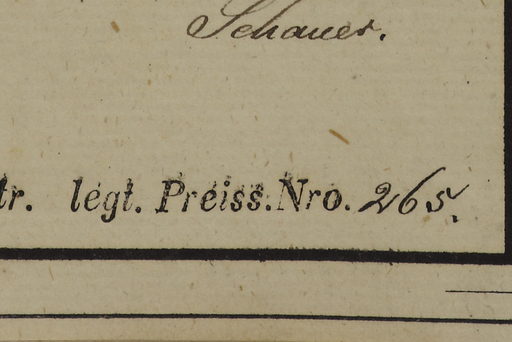 Schauer.
tr. legt. Preiss. Nro. 265.